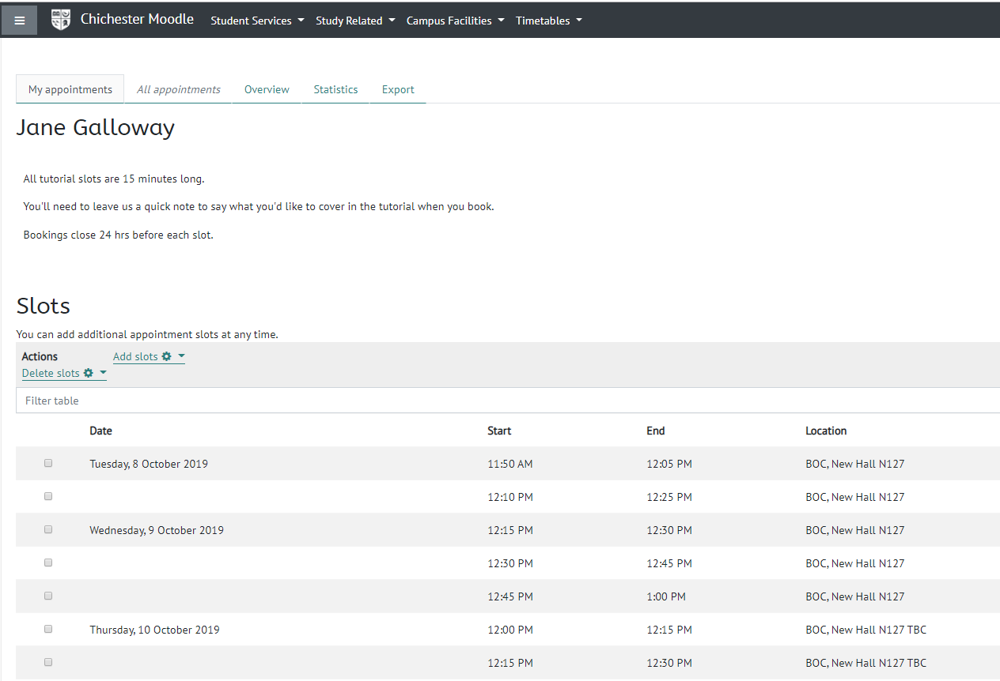 Chichester Moodle Student Services Study Related Campus Facilities Timetables
My appointments All appointments Overview Statistics Export
Jane Galloway
All tutorial slots are 15 minutes long.
You'll need to leave us a quick note to say what you'd like to cover in the tutorial when you book.
Bookings close 24 hrs before each slot.
Slots
You can add additional appointment slots at any time.
Actions Add slots
Delete slots
Filter table
Date Start End Location
Tuesday, 8 October 2019 11:50 AM 12:05 PM BOC, New Hall N127
12:10 PM 12:25 PM BOC, New Hall N127
Wednesday, 9 October 2019 12:15 PM 12:30 PM BOC, New Hall N127
12:30 PM 12:45 PM BOC, New Hall N127
12:45 PM 1:00 PM BOC, New Hall N127
Thursday, 10 October 2019 12:00 PM 12:15 PM BOC, New Hall N127 TBC
12:15 PM 12:30 PM BOC, New Hall N127 TBC